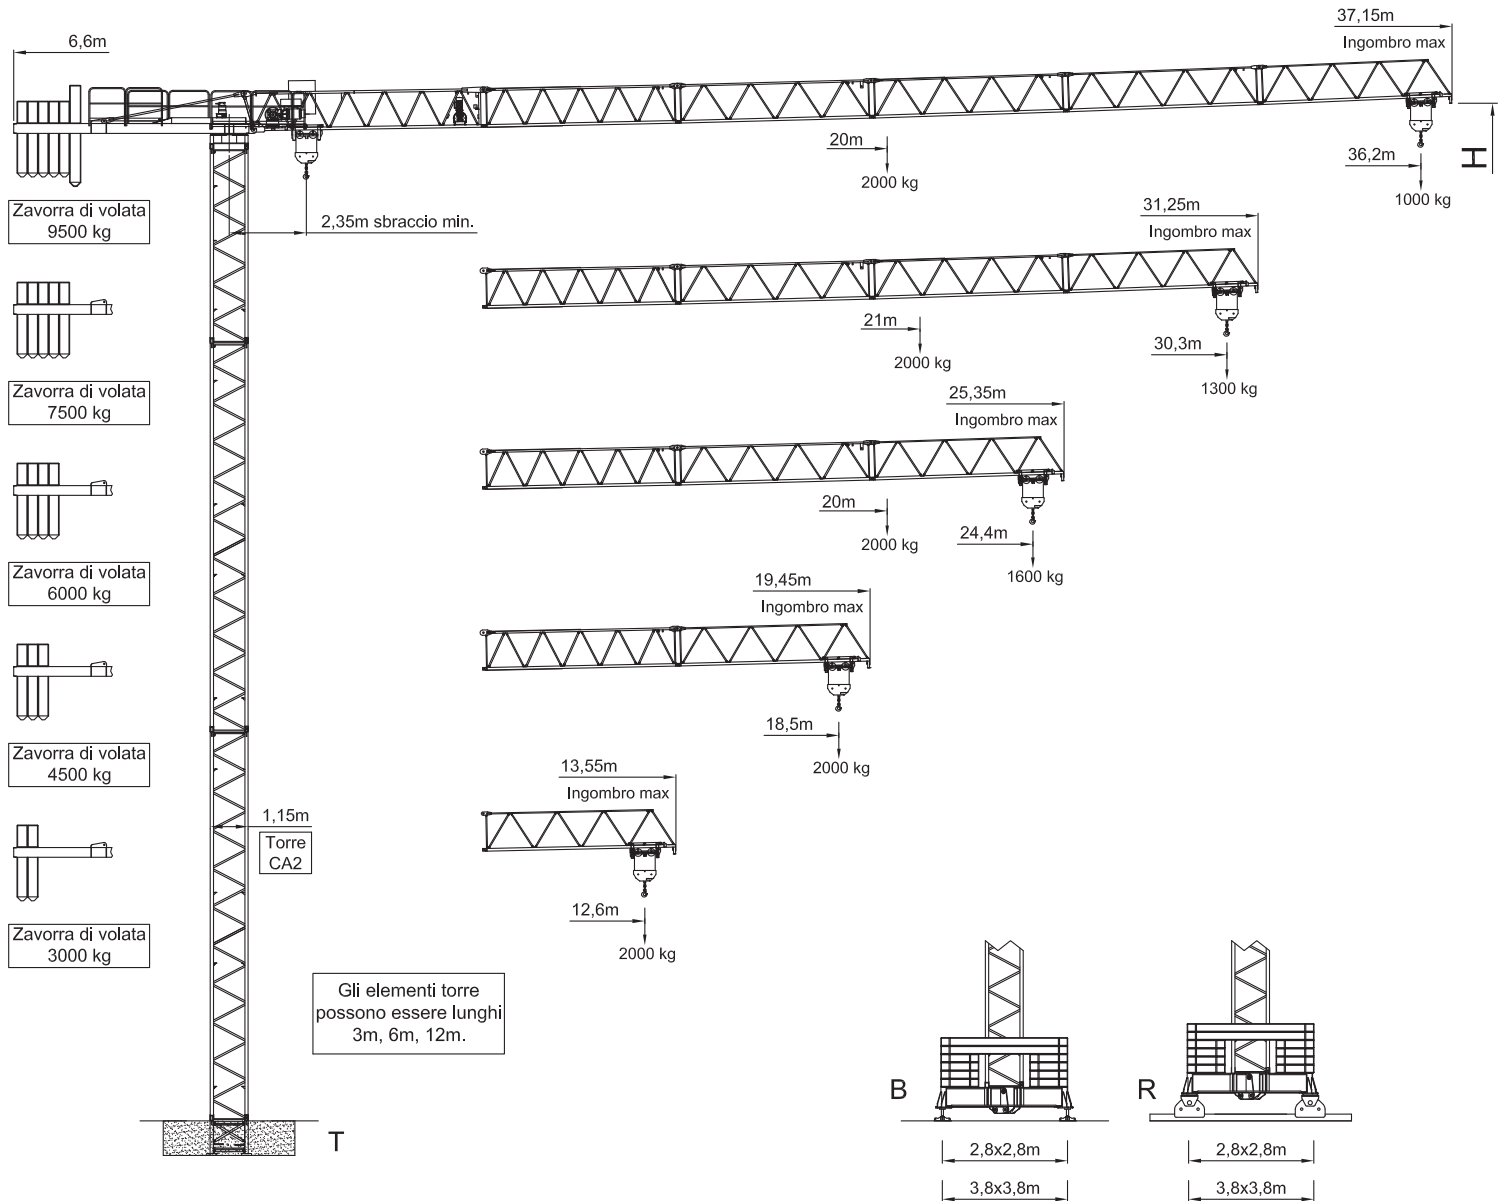 37,15m
Ingombro max
6,6m
20m
2000 kg
36,2m
1000 kg
H
Zavorra di volata
9500 kg
2,35m sbraccio min.
31,25m
Ingombro max
21m
2000 kg
30,3m
1300 kg
Zavorra di volata
7500 kg
25,35m
Ingombro max
20m
2000 kg
24,4m
1600 kg
Zavorra di volata
6000 kg
19,45m
Ingombro max
18,5m
2000 kg
Zavorra di volata
4500 kg
13,55m
Ingombro max
12,6m
2000 kg
1,15m
Torre
CA2
Zavorra di volata
3000 kg
Gli elementi torre
possono essere lunghi
3m, 6m, 12m.
T
B
2,8x2,8m
3,8x3,8m
R
2,8x2,8m
3,8x3,8m